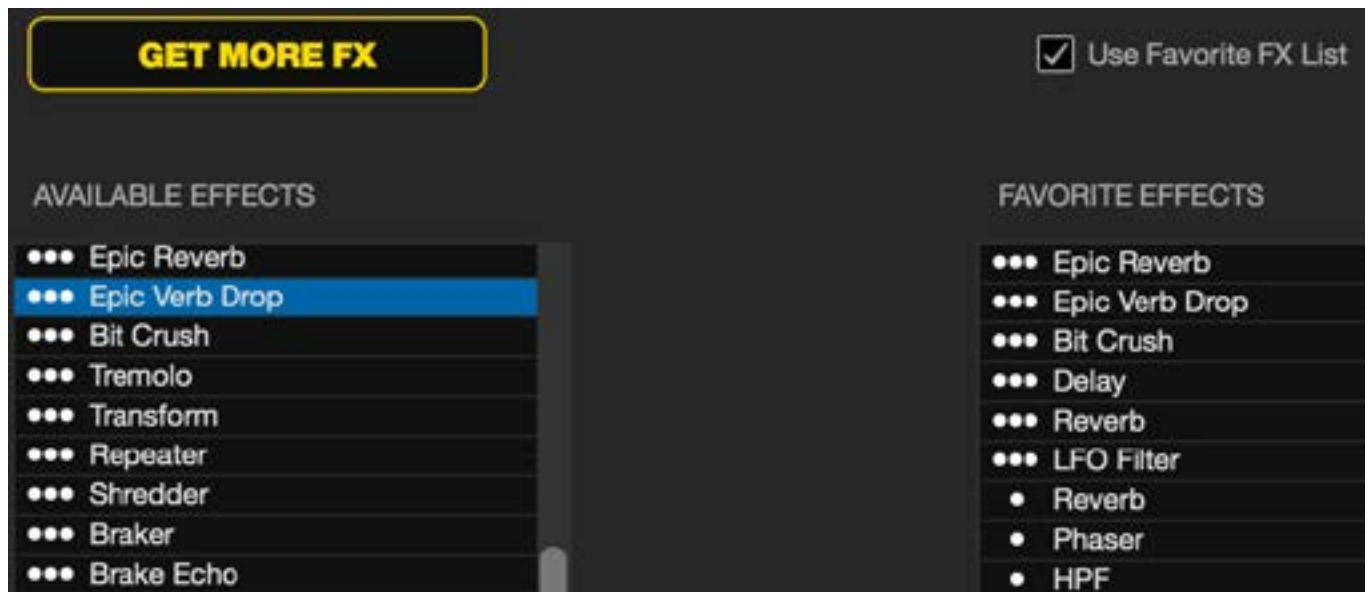 GET MORE FX
Use Favorite FX List
AVAILABLE EFFECTS
Epic Reverb
Epic Verb Drop
Bit Crush
Tremolo
Transform
Repeater
Shredder
Braker
Brake Echo
FAVORITE EFFECTS
Epic Reverb
Epic Verb Drop
Bit Crush
Delay
Reverb
LFO Filter
Reverb
Phaser
HPF